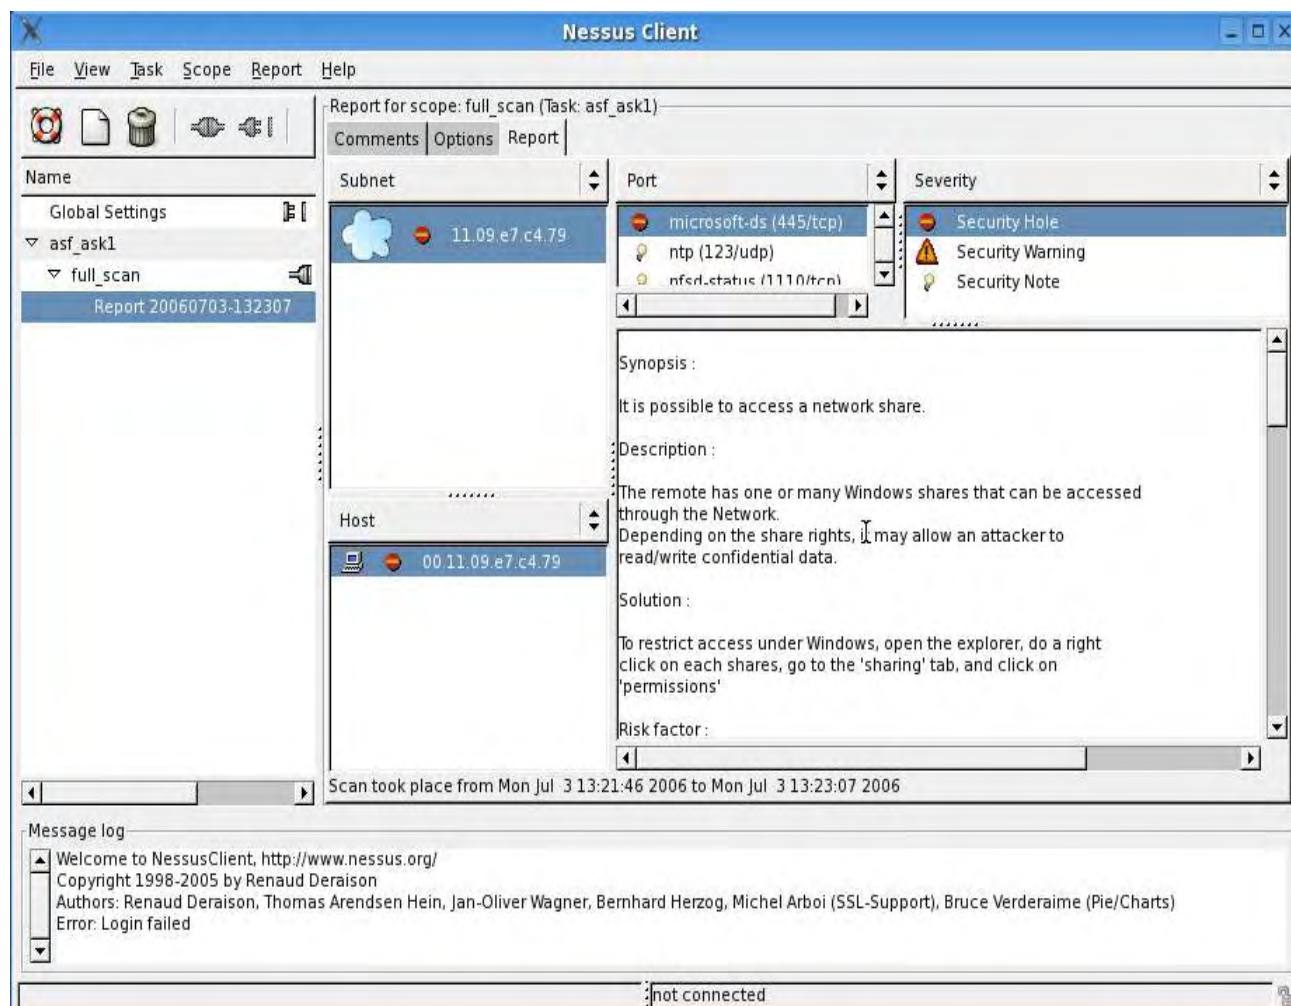 Nessus Client
File View Task Scope Report Help
Report for scope: full_scan (Task: asf_ask1)
Comments Options Report
Name
Global Settings
asf_ask1
full_scan
Report 20060703-132307
Subnet
11.09.e7.c4.79
Host
00.11.09.e7.c4.79
Port
microsoft-ds (445/tcp)
ntp (123/udp)
nfsd-status (1110/tcp)
Severity
Security Hole
Security Warning
Security Note
Synopsis :
It is possible to access a network share.
Description :
The remote has one or many Windows shares that can be accessed
through the Network.
Depending on the share rights, it may allow an attacker to
read/write confidential data.
Solution :
To restrict access under Windows, open the explorer, do a right
click on each shares, go to the 'sharing' tab, and click on
'permissions'
Risk factor :
Scan took place from Mon Jul 3 13:21:46 2006 to Mon Jul 3 13:23:07 2006
Message log
Welcome to NessusClient, http://www.nessus.org/
Copyright 1998-2005 by Renaud Deraison
Authors: Renaud Deraison, Thomas Arendsen Hein, Jan-Oliver Wagner, Bernhard Herzog, Michel Arboi (SSL-Support), Bruce Verderaime (Pie/Charts)
Error: Login failed
not connected